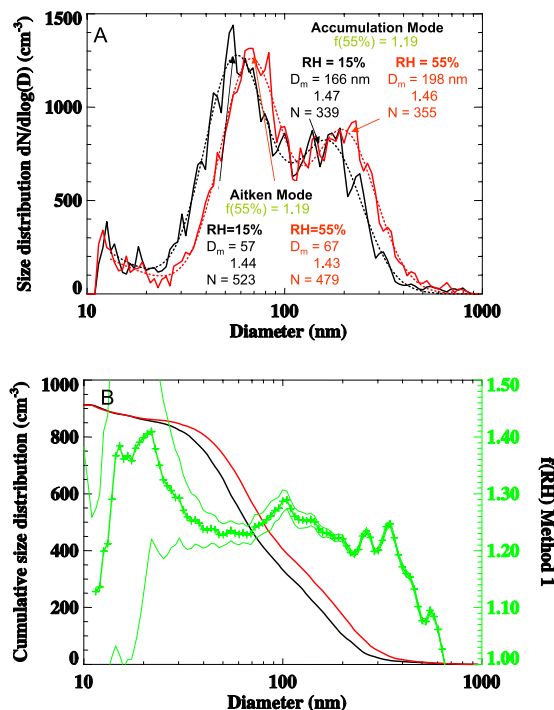 A
Accumulation Mode
f(55%) = 1.19
RH = 15%
Dm = 166 nm
1.47
N = 339
RH = 55%
Dm = 198 nm
1.46
N = 355
Aitken Mode
f(55%) = 1.19
RH=15%
Dm = 57
1.44
N = 523
RH=55%
Dm = 67
1.43
N = 479
Size distribution dN/dlog(D) (cm-3)
1500
1200
900
600
300
0
10
100
1000
Diameter (nm)
B
Cumulative size distribution (cm-3)
1000
800
600
400
200
0
10
100
1000
Diameter (nm)
1.50
1.40
1.30
1.20
1.10
1.00
f(RH) Method 1